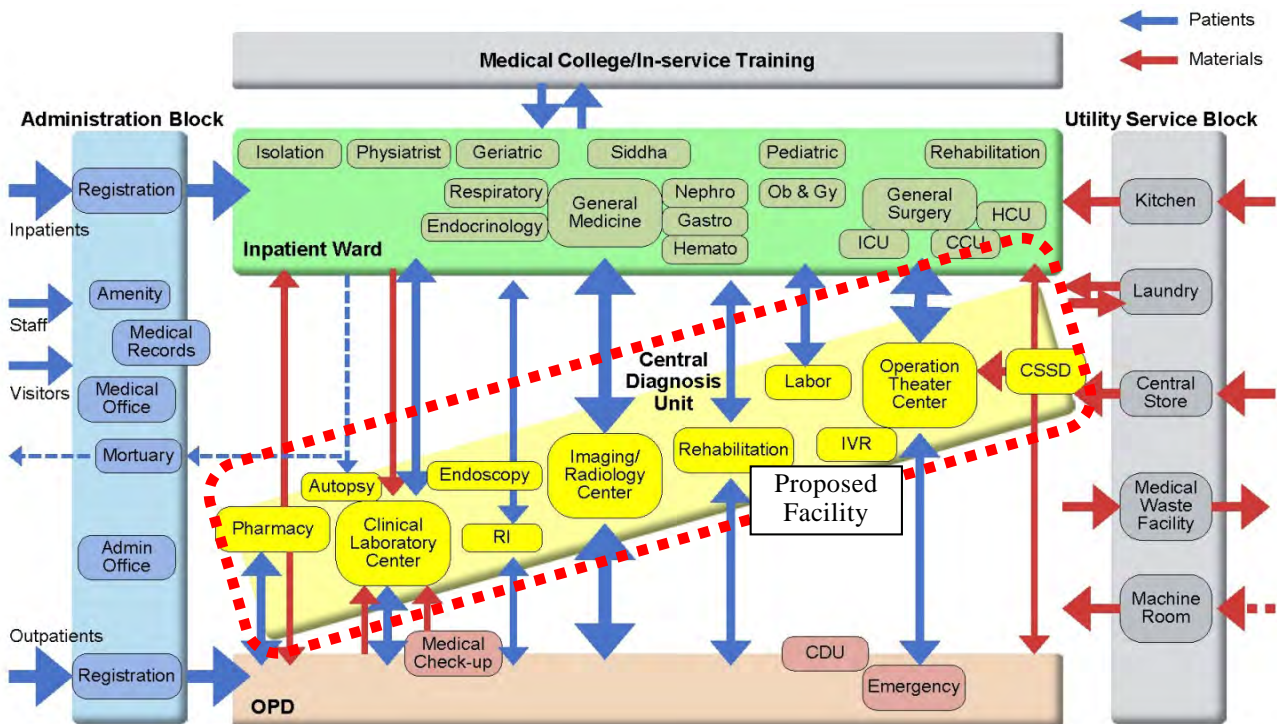 Patients
Materials
Medical College/In-service Training
Administration Block
Utility Service Block
Isolation
Physiatrist
Geriatric
Siddha
Pediatric
Rehabilitation
Registration
Inpatients
Respiratory
Endocrinology
General
Medicine
Nephro
Gastro
Hemato
Ob & Gy
General
Surgery
HCU
ICU
CCU
Inpatient Ward
Kitchen
Amenity
Staff
Medical
Records
Visitors
Medical
Office
Mortuary
Laundry
Central
Diagnosis
Unit
Labor
Operation
Theater
Center
CSSD
Central
Store
Autopsy
Endoscopy
Imaging/
Radiology
Center
Rehabilitation
IVR
Proposed
Facility
Pharmacy
Clinical
Laboratory
Center
RI
Medical
Waste
Facility
Admin
Office
Machine
Room
Outpatients
Registration
Medical
Check-up
CDU
Emergency
OPD